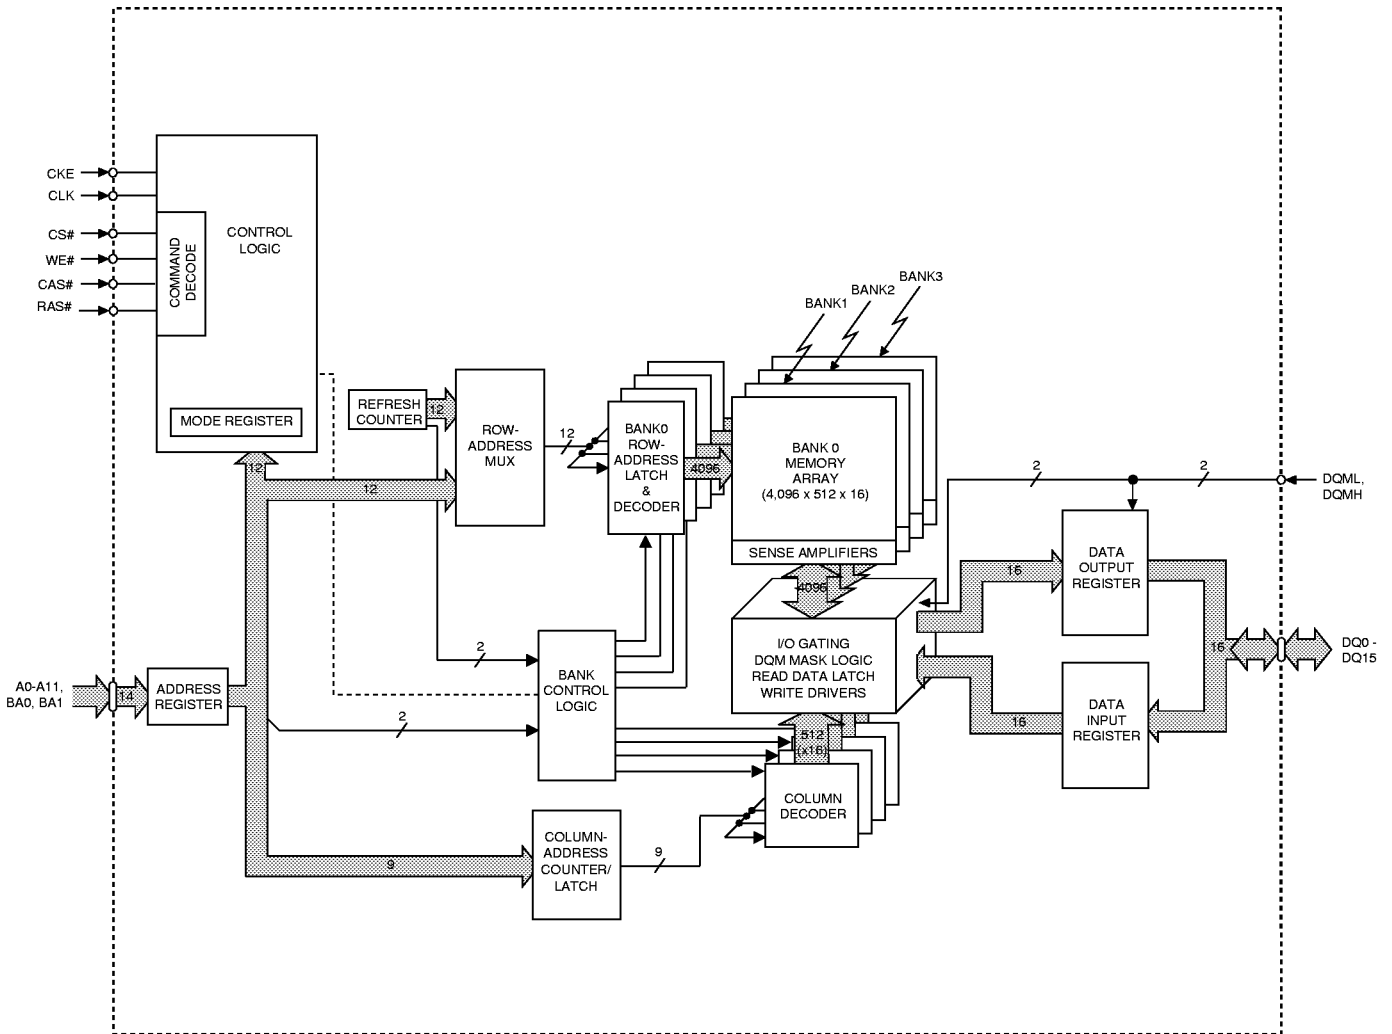 CKE
CLK
CS#
WE#
CAS#
RAS#
COMMAND
DECODE
CONTROL
LOGIC
MODE REGISTER
12
BANK1
BANK2
BANK3
REFRESH
COUNTER
12
12
ROW-
ADDRESS
MUX
12
BANK0
ROW-
ADDRESS
LATCH
&
DECODER
4096
BANK 0
MEMORY
ARRAY
(4,096 x 512 x 16)
SENSE AMPLIFIERS
4096
I/O GATING
DQM MASK LOGIC
READ DATA LATCH
WRITE DRIVERS
512
(x16)
COLUMN
DECODER
2
2
DQML,
DQMH
DATA
OUTPUT
REGISTER
16
16
DQ0 -
DQ15
DATA
INPUT
REGISTER
16
A0-A11,
BA0, BA1
14
ADDRESS
REGISTER
2
2
BANK
CONTROL
LOGIC
9
COLUMN-
ADDRESS
COUNTER/
LATCH
9